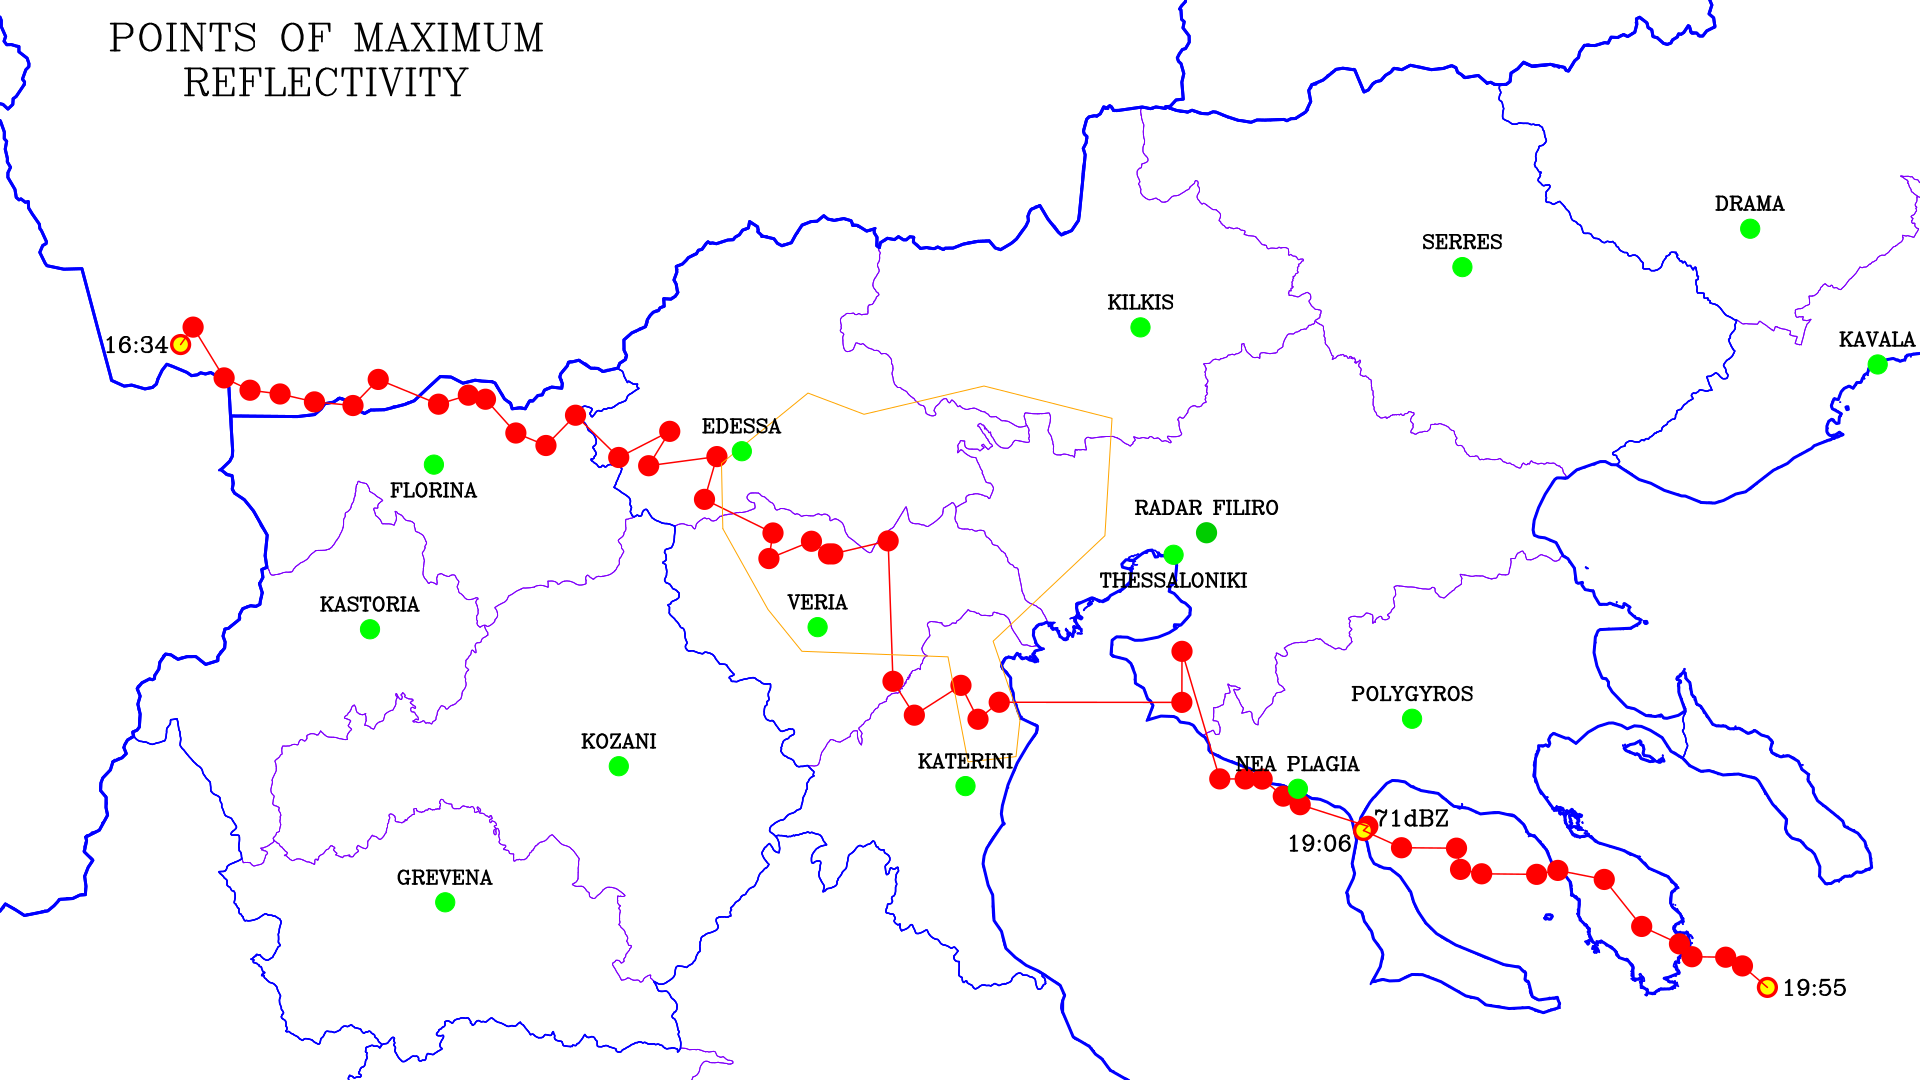 POINTS OF MAXIMUM
REFLECTIVITY
DRAMA
SERRES
KILKIS
16:34
KAVALA
EDESSA
FLORINA
RADAR FILIRO
THESSALONIKI
KASTORIA
VERIA
POLYGYROS
KOZANI
KATERINI
NEA PLAGIA
71dBZ
19:06
GREVENA
19:55